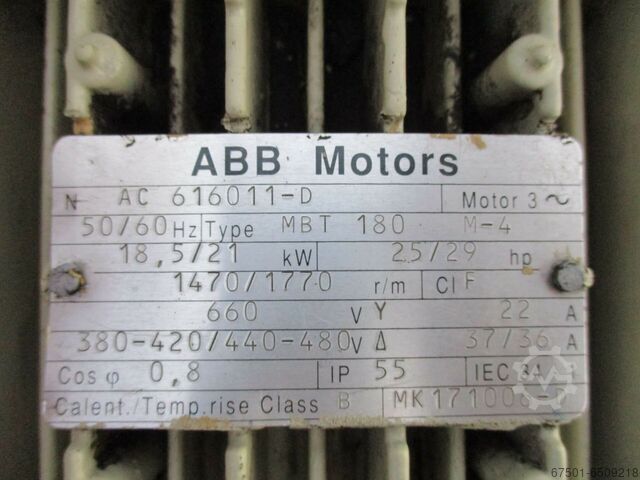 ABB Motors
N AC 616011-D Motor 3 ~
50/60 Hz Type MBT 180 M-4
18,5/21 kW 25/29 hp
1470/1770 r/m Cl F
660 V Y 22 A
380-420/440-480 V Δ 37/36 A
Cos φ 0,8 IP 55 IEC 34
Calent./Temp.rise Class B
67501-6509218